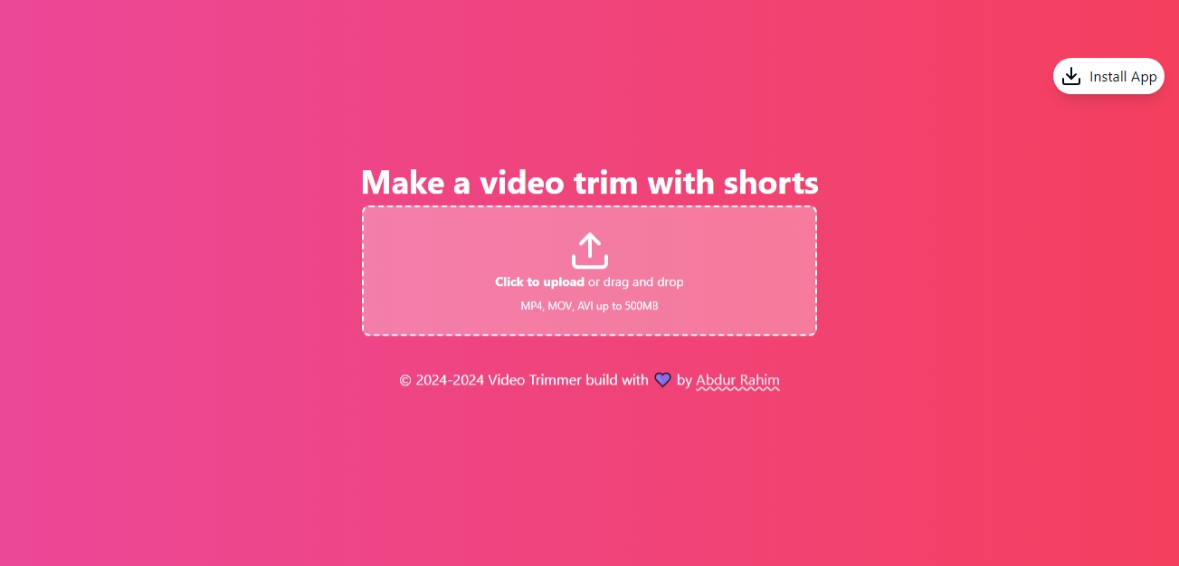 Install App
Make a video trim with shorts
Click to upload or drag and drop
MP4, MOV, AVI up to 500MB
© 2024-2024 Video Trimmer build with 💜 by Abdur Rahim